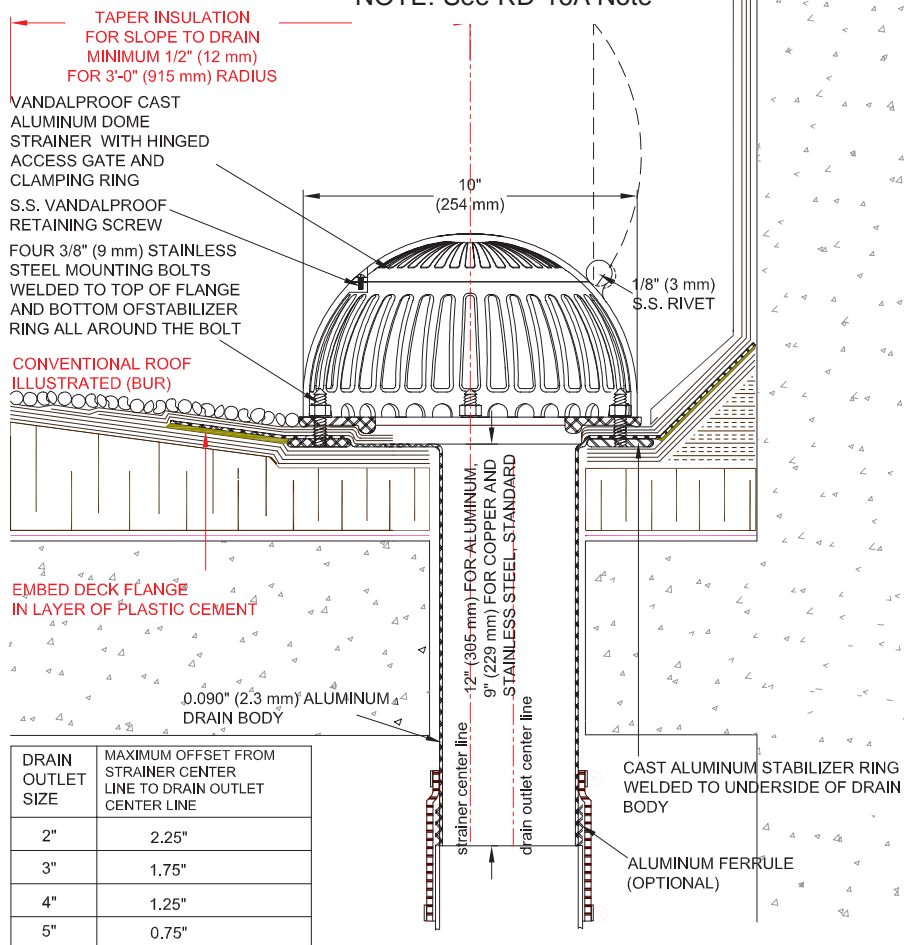 NOTE: See RD-10A Note
TAPER INSULATION
FOR SLOPE TO DRAIN
MINIMUM 1/2" (12 mm)
FOR 3'-0" (915 mm) RADIUS
VANDALPROOF CAST
ALUMINUM DOME
STRAINER WITH HINGED
ACCESS GATE AND
CLAMPING RING
S.S. VANDALPROOF
RETAINING SCREW
FOUR 3/8" (9 mm) STAINLESS
STEEL MOUNTING BOLTS
WELDED TO TOP OF FLANGE
AND BOTTOM OFSTABILIZER
RING ALL AROUND THE BOLT
CONVENTIONAL ROOF
ILLUSTRATED (BUR)
10"
(254 mm)
1/8" (3 mm)
S.S. RIVET
EMBED DECK FLANGE
IN LAYER OF PLASTIC CEMENT
12" (305 mm) FOR ALUMINUM,
9" (229 mm) FOR COPPER AND
STAINLESS STEEL, STANDARD
0.090" (2.3 mm) ALUMINUM
DRAIN BODY
strainer center line
drain outlet center line
CAST ALUMINUM STABILIZER RING
WELDED TO UNDERSIDE OF DRAIN
BODY
ALUMINUM FERRULE
(OPTIONAL)
DRAIN
OUTLET
SIZE
MAXIMUM OFFSET FROM
STRAINER CENTER
LINE TO DRAIN OUTLET
CENTER LINE
2" 2.25"
3" 1.75"
4" 1.25"
5" 0.75"